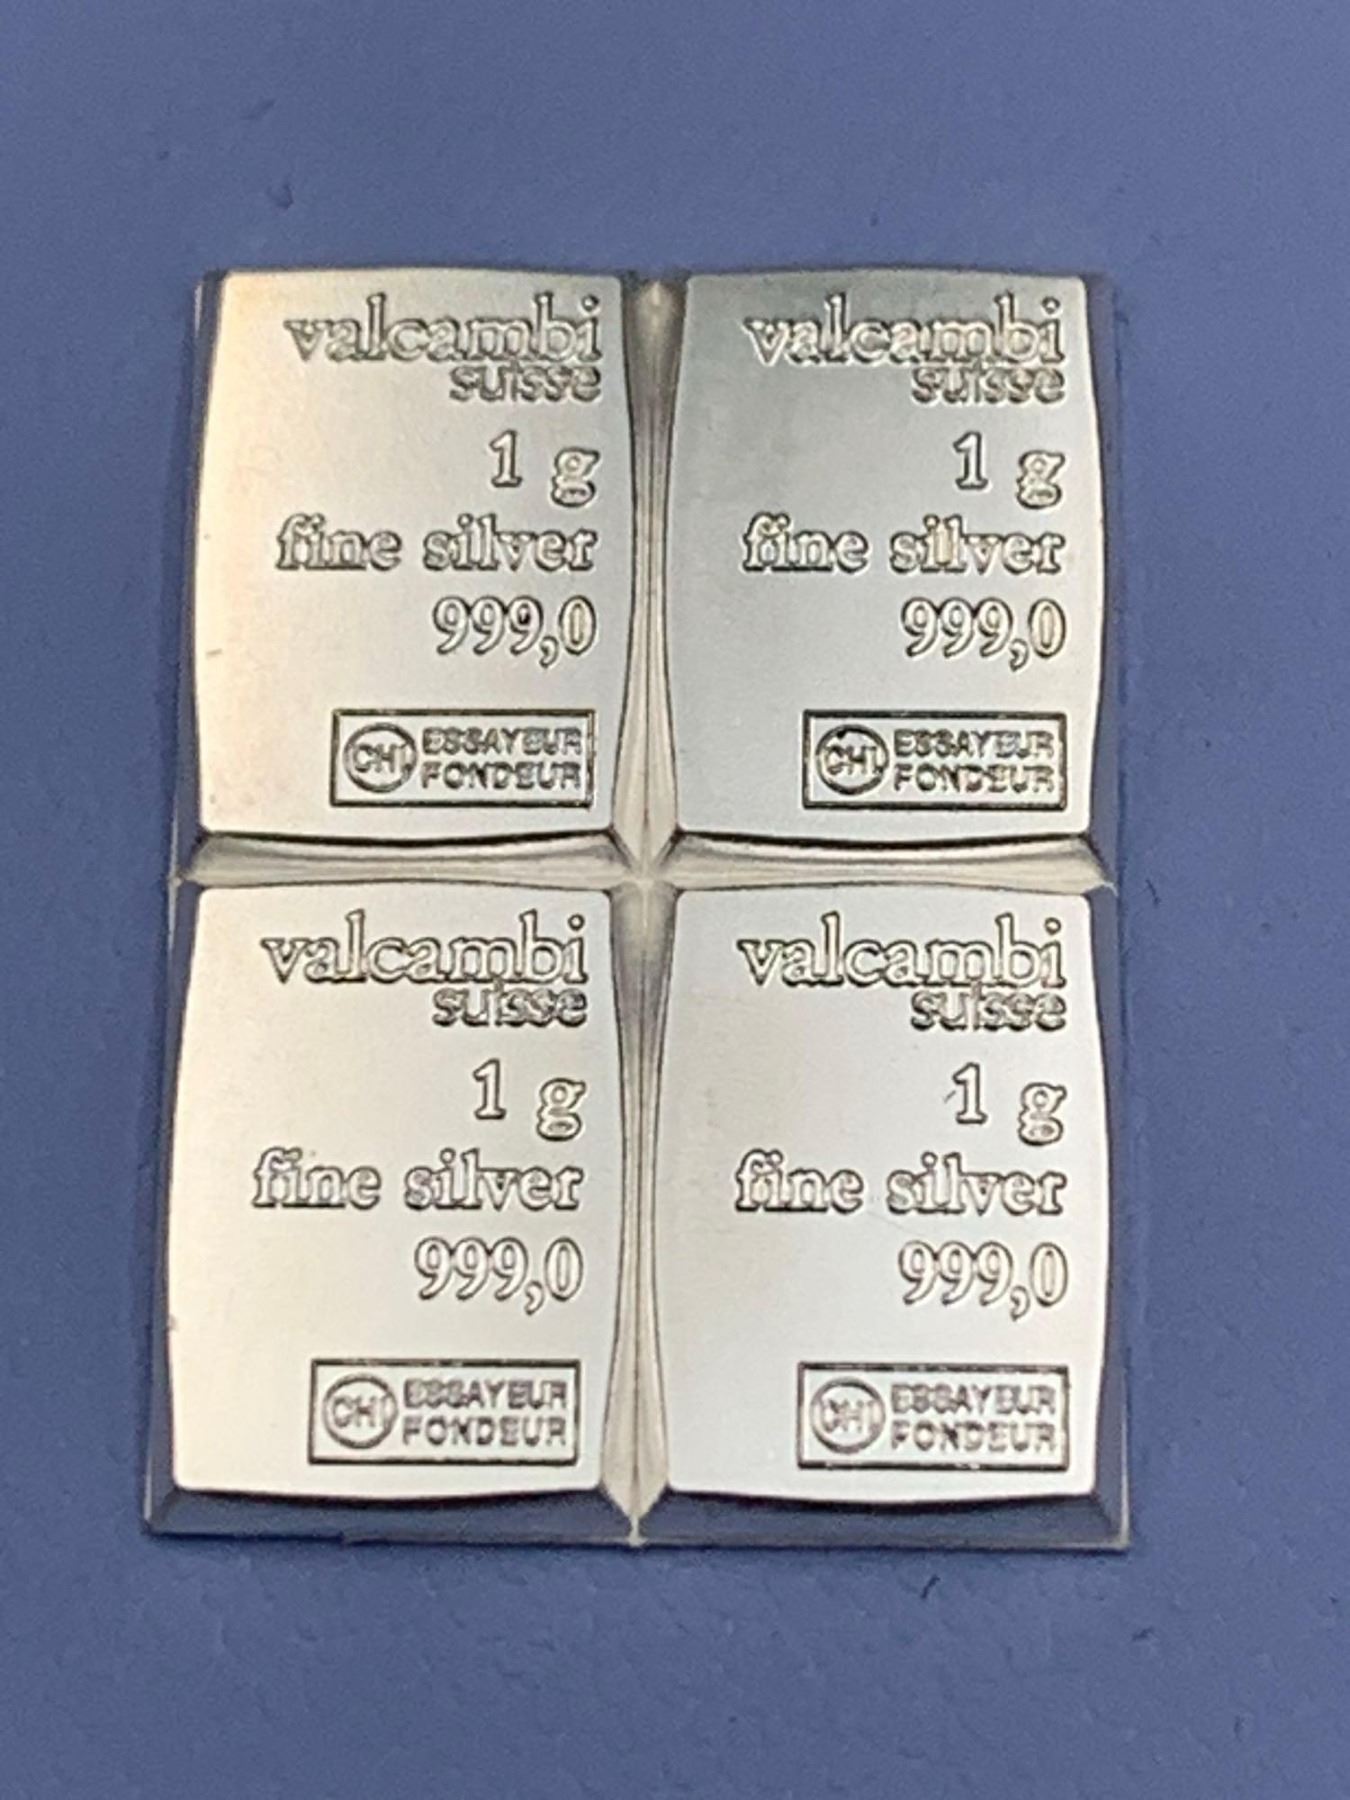 valcambi
suisse
1 g
fine silver
999,0
CHI ESSAYEUR
FONDEUR
valcambi
suisse
1 g
fine silver
999,0
CHI ESSAYEUR
FONDEUR
valcambi
suisse
1 g
fine silver
999,0
CHI ESSAYEUR
FONDEUR
valcambi
suisse
1 g
fine silver
999,0
CHI ESSAYEUR
FONDEUR